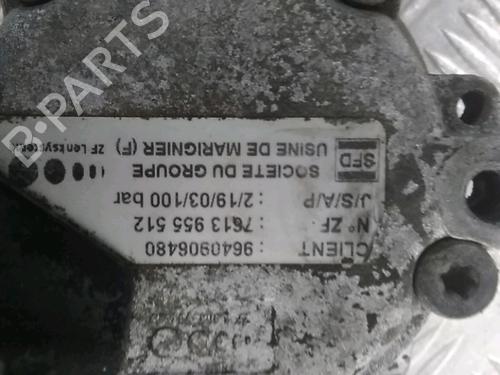 B-PARTS
SFD
SOCIETE DU GROUPE
USINE DE MARIGNIER (F)
ZF Lenksysteme
J/S/A/P : 2/19/03/100 bar
N° ZF : 7613 955 512
CLIENT : 9640906480